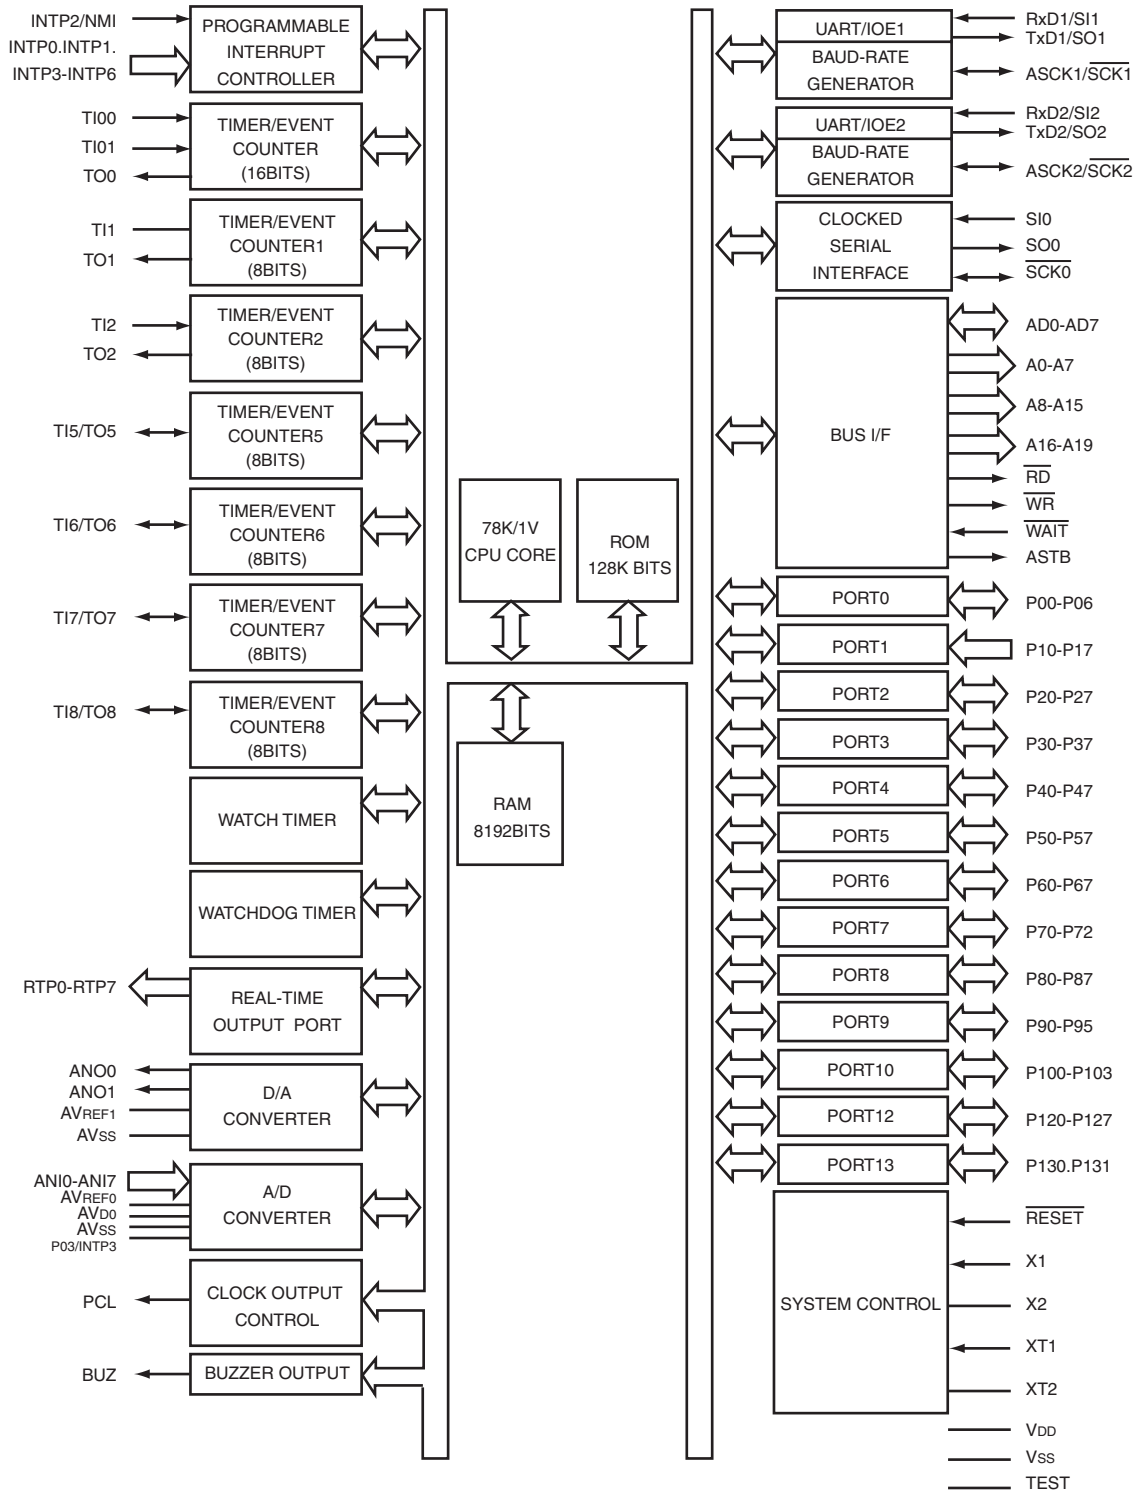 INTP2/NMI
INTP0.INTP1.
INTP3-INTP6
PROGRAMMABLE
INTERRUPT
CONTROLLER
TI00
TI01
TO0
TIMER/EVENT
COUNTER
(16BITS)
TI1
TO1
TIMER/EVENT
COUNTER1
(8BITS)
TI2
TO2
TIMER/EVENT
COUNTER2
(8BITS)
TI5/TO5
TIMER/EVENT
COUNTER5
(8BITS)
TI6/TO6
TIMER/EVENT
COUNTER6
(8BITS)
TI7/TO7
TIMER/EVENT
COUNTER7
(8BITS)
TI8/TO8
TIMER/EVENT
COUNTER8
(8BITS)
WATCH TIMER
WATCHDOG TIMER
RTP0-RTP7
REAL-TIME
OUTPUT PORT
ANO0
ANO1
AVREF1
AVSS
D/A
CONVERTER
ANI0-ANI7
AVREF0
AVD0
AVSS
P03/INTP3
A/D
CONVERTER
PCL
CLOCK OUTPUT
CONTROL
BUZ
BUZZER OUTPUT
78K/1V
CPU CORE
ROM
128K BITS
RAM
8192BITS
UART/IOE1
BAUD-RATE
GENERATOR
RxD1/SI1
TxD1/SO1
ASCK1/SCK1
UART/IOE2
BAUD-RATE
GENERATOR
RxD2/SI2
TxD2/SO2
ASCK2/SCK2
CLOCKED
SERIAL
INTERFACE
SI0
SO0
SCK0
BUS I/F
AD0-AD7
A0-A7
A8-A15
A16-A19
RD
WR
WAIT
ASTB
PORT0
P00-P06
PORT1
P10-P17
PORT2
P20-P27
PORT3
P30-P37
PORT4
P40-P47
PORT5
P50-P57
PORT6
P60-P67
PORT7
P70-P72
PORT8
P80-P87
PORT9
P90-P95
PORT10
P100-P103
PORT12
P120-P127
PORT13
P130.P131
SYSTEM CONTROL
RESET
X1
X2
XT1
XT2
VDD
VSS
TEST